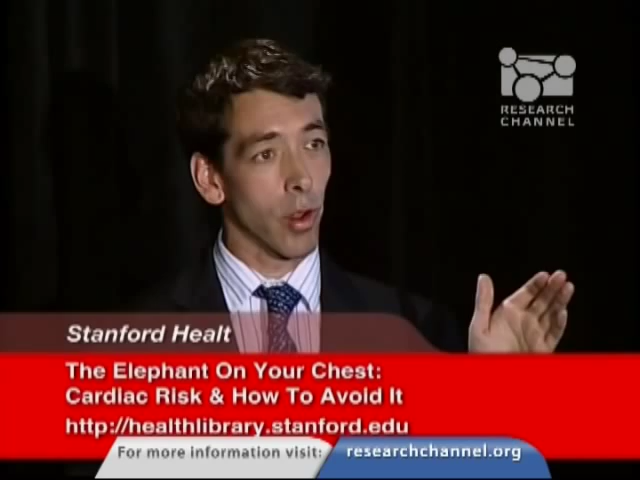 RESEARCH
CHANNEL
Stanford Healt
The Elephant On Your Chest:
Cardiac Risk & How To Avoid It
http://healthlibrary.stanford.edu
For more information visit:
researchchannel.org